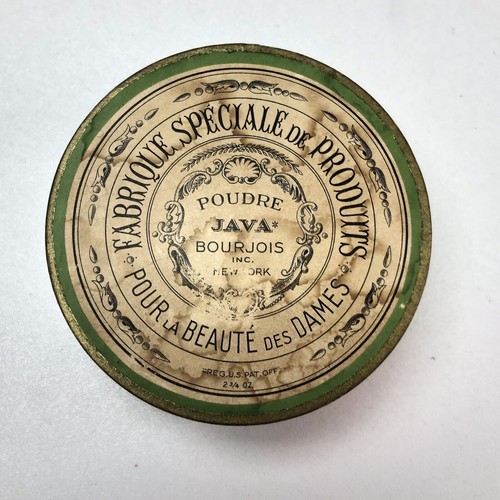 FABRIQUE SPÉCIALE DE PRODUITS
POUR LA BEAUTÉ DES DAMES
POUDRE
JAVA*
BOURJOIS
INC.
NEW YORK
*REG.U.S.PAT.OFF.
2 3/4 OZ.